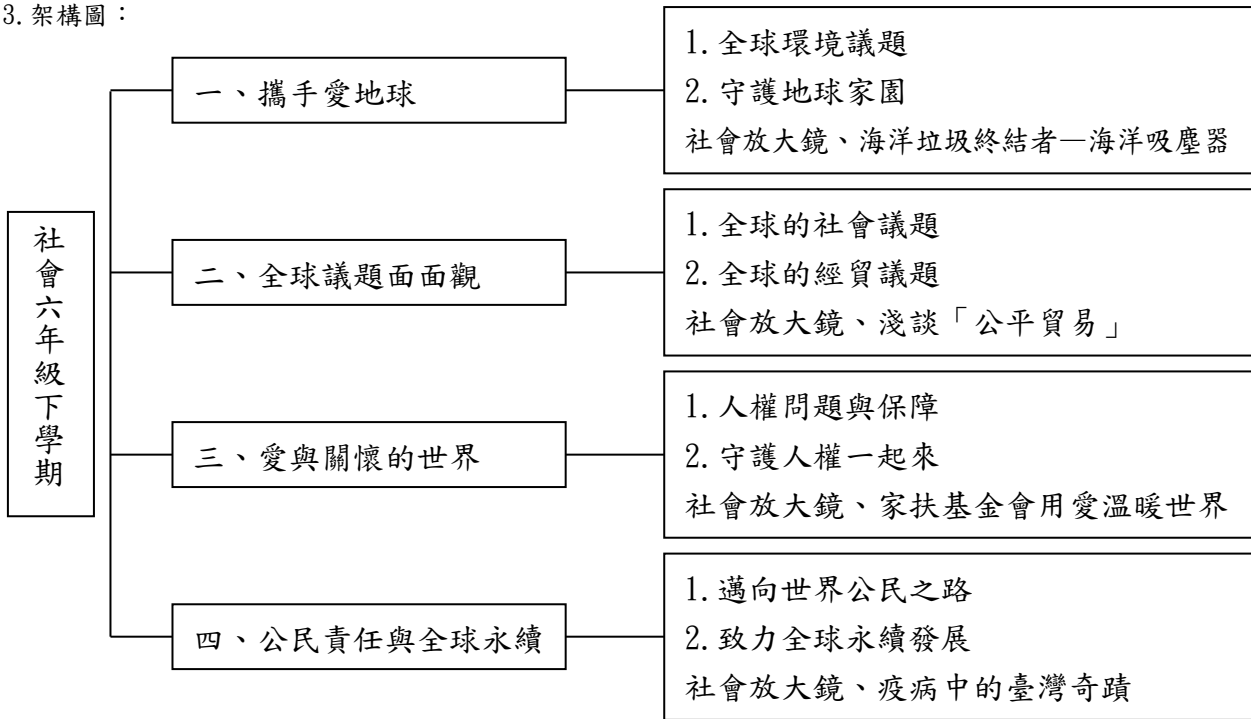 3.架構圖：
社會六年級下學期
一、攜手愛地球
1.全球環境議題
2.守護地球家園
社會放大鏡、海洋垃圾終結者—海洋吸塵器
二、全球議題面面觀
1.全球的社會議題
2.全球的經貿議題
社會放大鏡、淺談「公平貿易」
三、愛與關懷的世界
1.人權問題與保障
2.守護人權一起來
社會放大鏡、家扶基金會用愛溫暖世界
四、公民責任與全球永續
1.邁向世界公民之路
2.致力全球永續發展
社會放大鏡、疫病中的臺灣奇蹟